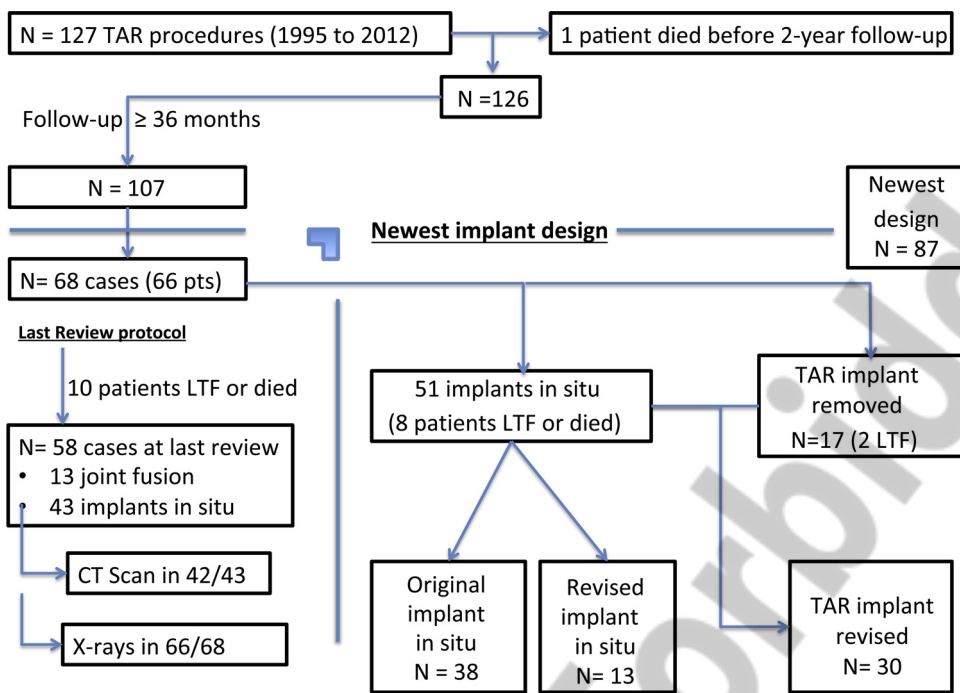 N = 127 TAR procedures (1995 to 2012)
1 patient died before 2-year follow-up
N =126
Follow-up ≥ 36 months
N = 107
Newest implant design
Newest
design
N = 87
N= 68 cases (66 pts)
Last Review protocol
10 patients LTF or died
N= 58 cases at last review
• 13 joint fusion
• 43 implants in situ
CT Scan in 42/43
X-rays in 66/68
51 implants in situ
(8 patients LTF or died)
TAR implant
removed
N=17 (2 LTF)
Original
implant
in situ
N = 38
Revised
implant
in situ
N= 13
TAR implant
revised
N= 30